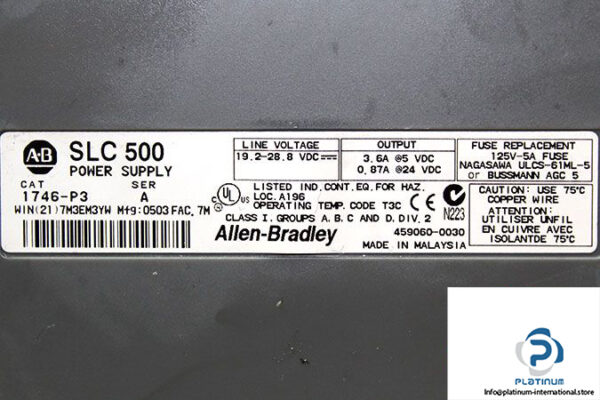 A-B
SLC 500
POWER SUPPLY
CAT SER
1746-P3 A
WIN(21)7M3EM3YW Mfg:0503 FAC. 7M
LINE VOLTAGE
19.2-28.8 VDC
OUTPUT
3.6A @5 VDC
0.87A @24 VDC
FUSE REPLACEMENT
125V-5A FUSE
NAGASAWA ULCS-61ML-5
or BUSSMANN AGC 5
C UL US
LISTED IND.CONT.EQ.FOR HAZ.
LOC.A196
OPERATING TEMP.CODE T3C
CLASS I, GROUPS A, B, C AND D, DIV.2
CE
N223
Allen-Bradley
459060-0030
MADE IN MALAYSIA
CAUTION: USE 75°C
COPPER WIRE
ATTENTION:
UTILISER UNFIL
EN CUIVRE AVEC
ISOLANTDE 75°C
PLATINUM
https://platinum-international.store